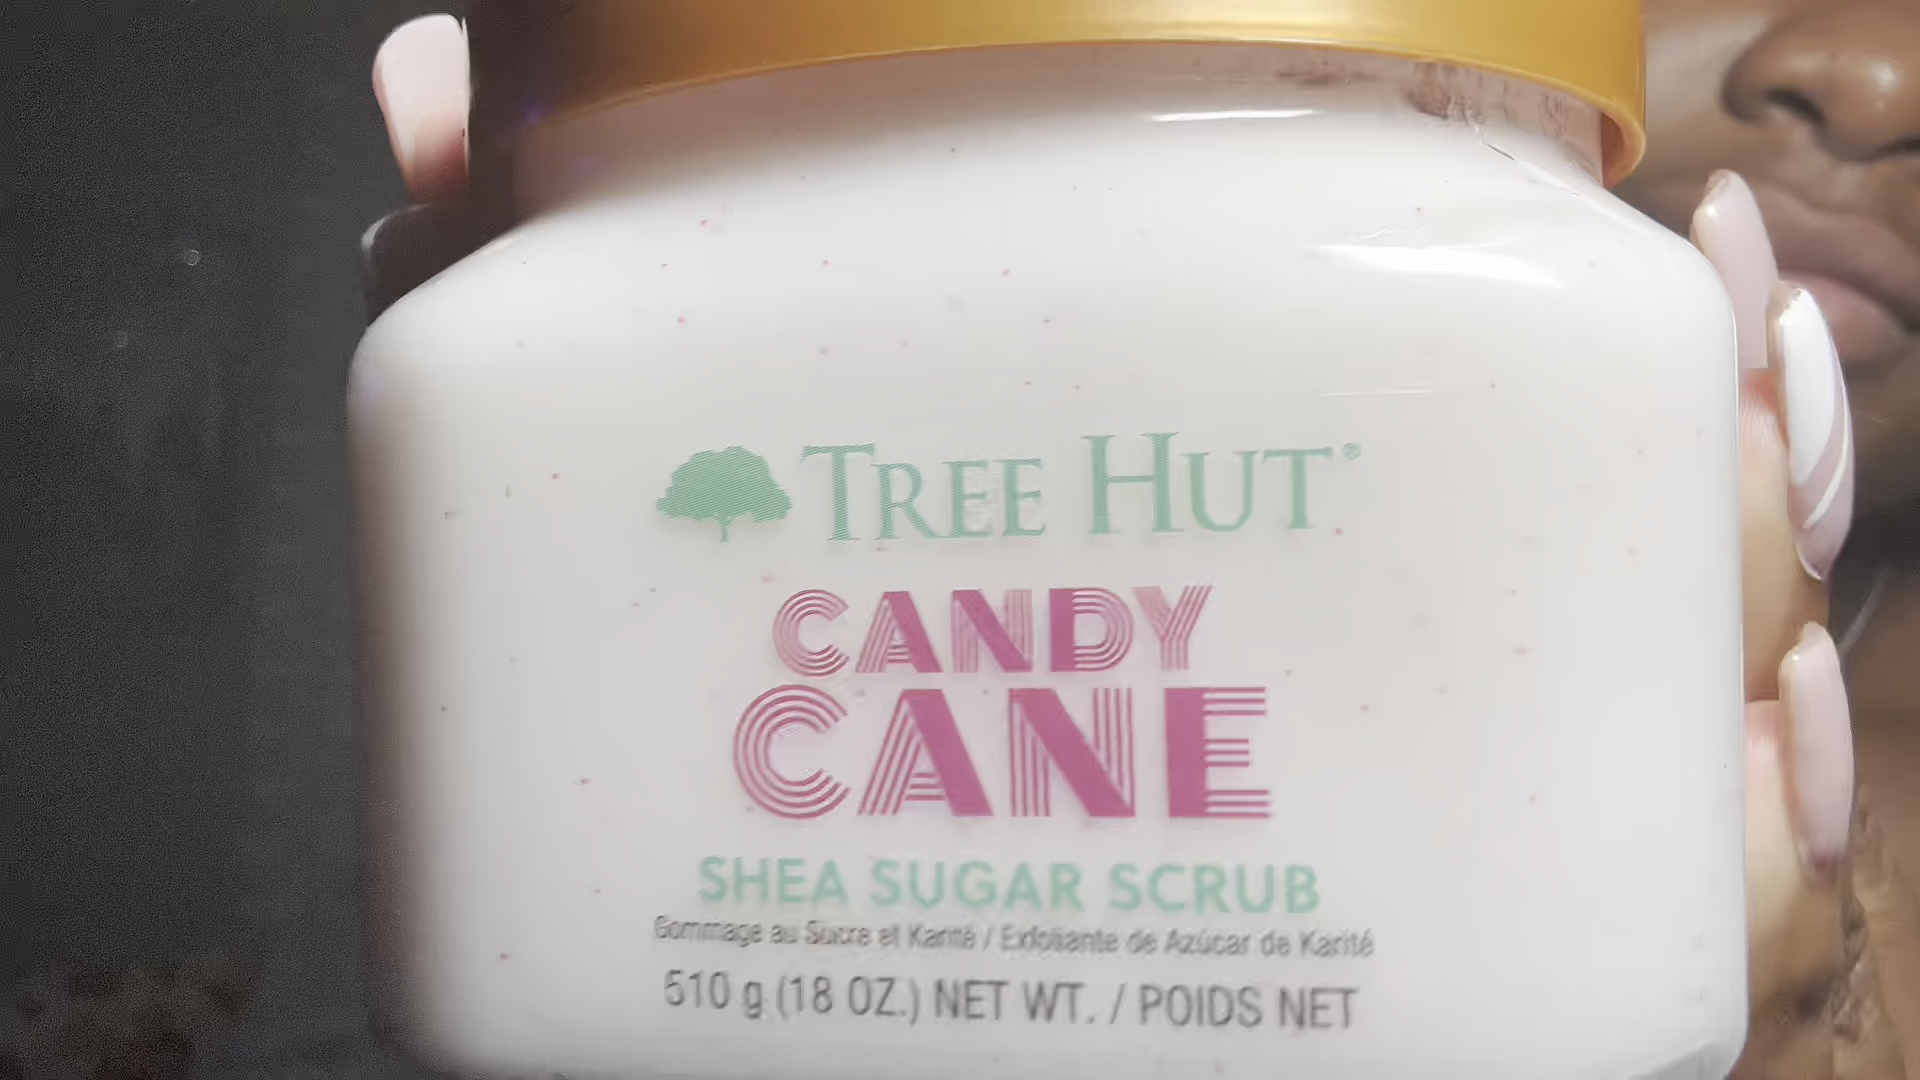 TREE HUT®
CANDY
CANE
SHEA SUGAR SCRUB
Gommage au Sucre et Karité / Exfoliante de Azúcar de Karité
510 g (18 OZ.) NET WT. / POIDS NET